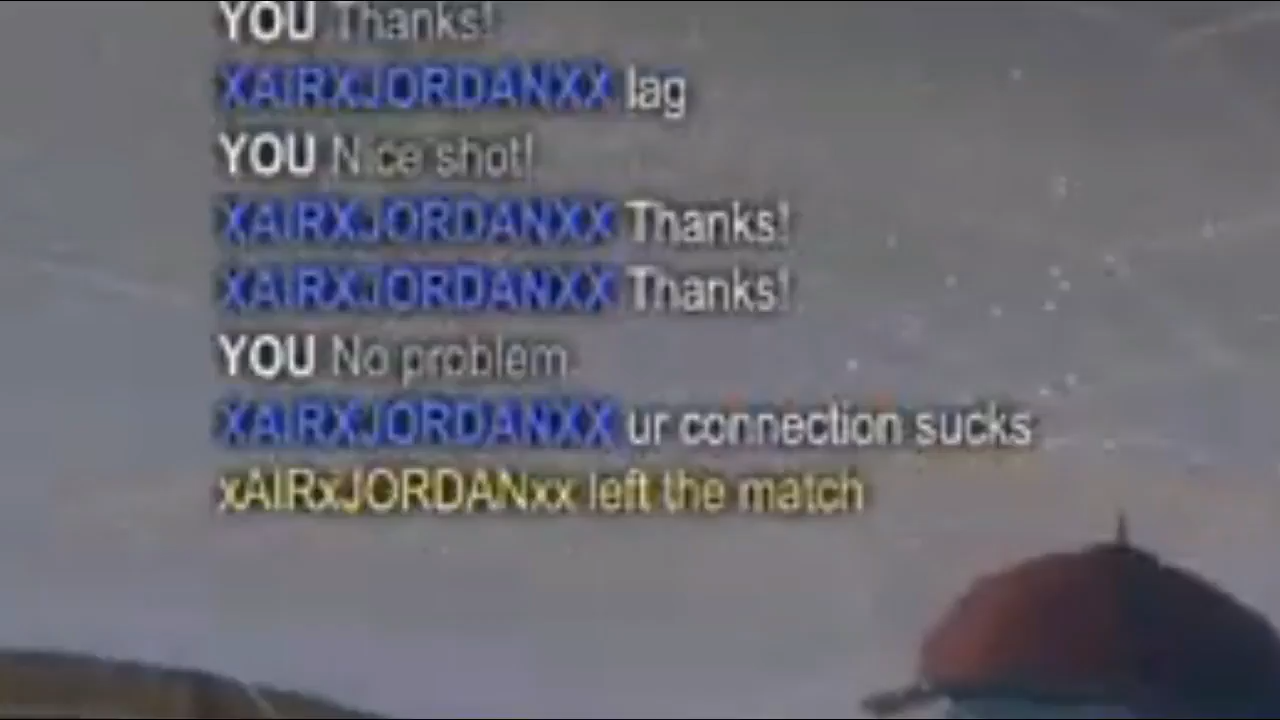 YOU Thanks!
XAIRXJORDANXX lag
YOU Nice shot!
XAIRXJORDANXX Thanks!
XAIRXJORDANXX Thanks!
YOU No problem.
XAIRXJORDANXX ur connection sucks
xAIRxJORDANxx left the match